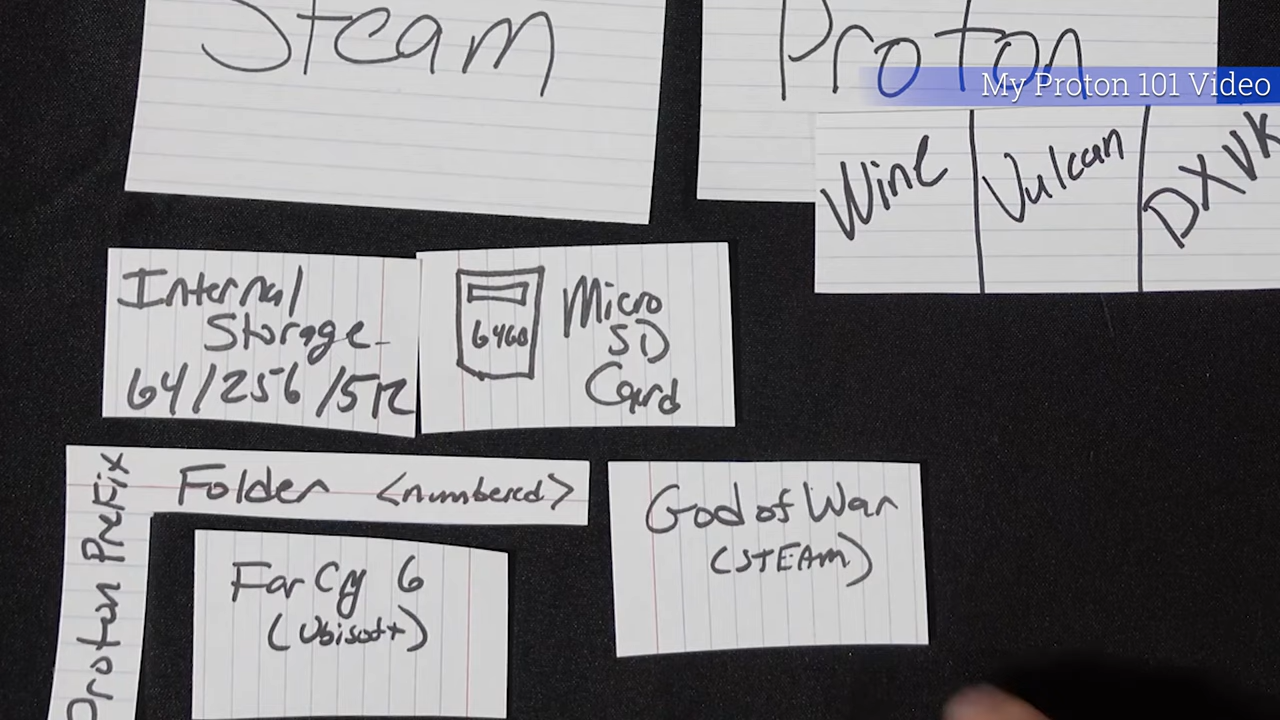 Steam
Proton
My Proton 101 Video
Wine
Vulcan
DXVK
Internal
Storage
64/256/512
64GB
Micro
SD
Card
Proton Prefix
Folder <numbered>
Far Cry 6
(Ubisoft)
God of War
(STEAM)